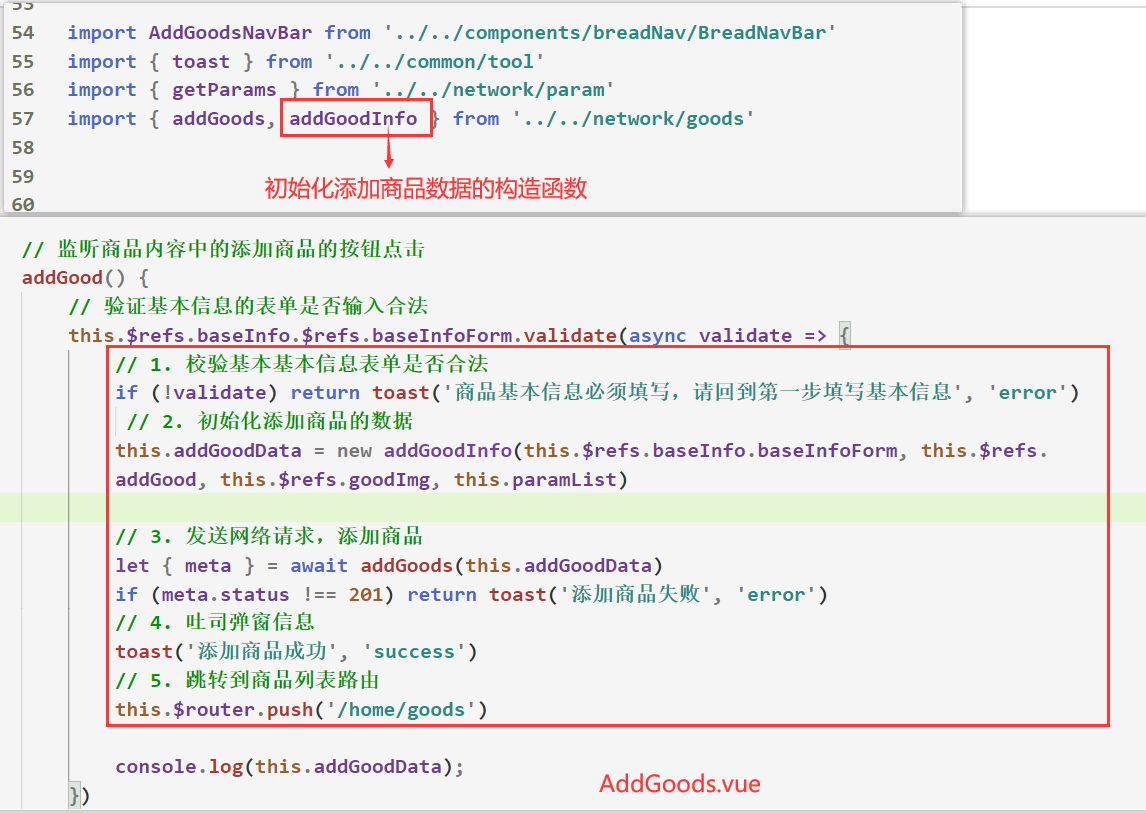 53
54 import AddGoodsNavBar from '../../components/breadNav/BreadNavBar'
55 import { toast } from '../../common/tool'
56 import { getParams } from '../../network/param'
57 import { addGoods, addGoodInfo } from '../../network/goods'
58
59
初始化添加商品数据的构造函数
60
// 监听商品内容中的添加商品的按钮点击
addGood() {
// 验证基本信息的表单是否输入合法
this.$refs.baseInfo.$refs.baseInfoForm.validate(async validate => {
// 1. 校验基本基本信息表单是否合法
if (!validate) return toast('商品基本信息必须填写，请回到第一步填写基本信息', 'error')
// 2. 初始化添加商品的数据
this.addGoodData = new addGoodInfo(this.$refs.baseInfo.baseInfoForm, this.$refs.
addGood, this.$refs.goodImg, this.paramList)
// 3. 发送网络请求，添加商品
let { meta } = await addGoods(this.addGoodData)
if (meta.status !== 201) return toast('添加商品失败', 'error')
// 4. 吐司弹窗信息
toast('添加商品成功', 'success')
// 5. 跳转到商品列表路由
this.$router.push('/home/goods')
console.log(this.addGoodData);
AddGoods.vue
})